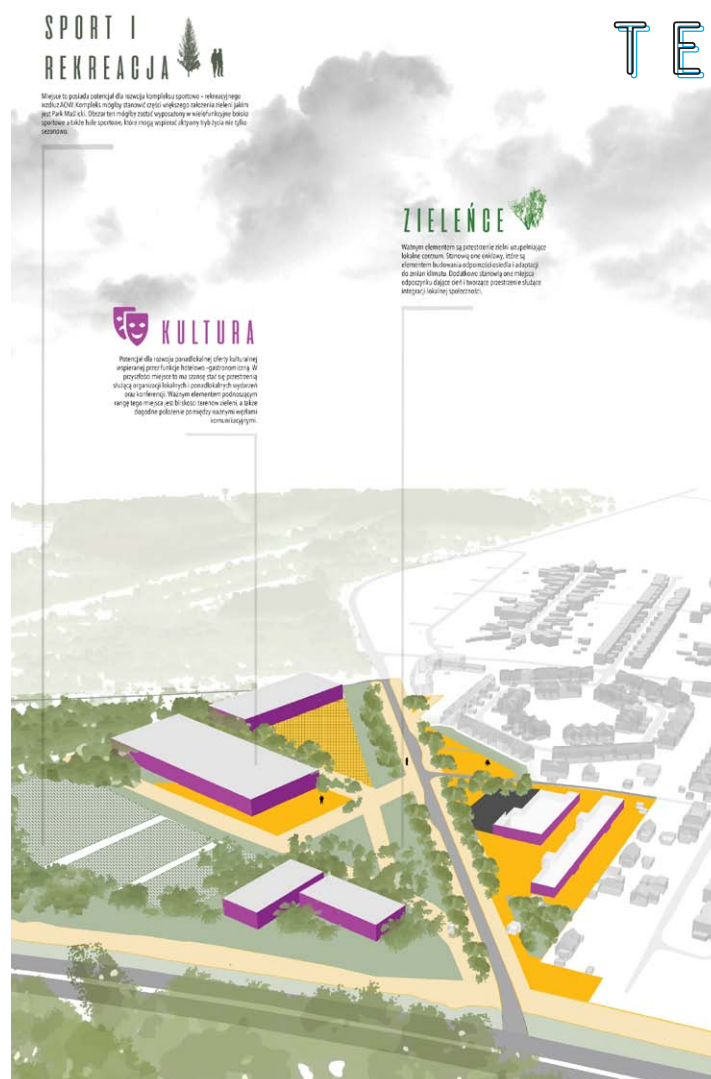 SPORT I
REKREACJA
TE
Miejsce to posiada potencjał dla rozwoju kompleksu sportowo - rekreacyjnego
wzdłuż AOW. Kompleks mógłby stanowić części większego założenia zieleni jakim
jest Park Maślicki. Obszar ten mógłby zostać wyposażony w wielofunkcyjne boisko
sportowe a także hale sportowe, które mogą wspierać aktywny tryb życia nie tylko
sezonowo.
ZIELEŃCE
Ważnym elementem są przestrzenie zieleni uzupełniające
lokalne centrum. Stanowią one enklawy, które są
elementem budowania odporności osiedla i adaptacji
do zmian klimatu. Dodatkowo stanowią one miejsca
odpoczynku dające cień i tworzące przestrzenie służące
integracji lokalnej społeczności.
KULTURA
Potencjał dla rozwoju ponadlokalnej oferty kulturalnej
wspieranej przez funkcje hotelowo -gastronomiczną. W
przyszłości miejsce to ma szansę stać się przestrzenią
służącą organizacji lokalnych i ponadlokalnych wydarzeń
oraz konferencji. Ważnym elementem podnoszącym
rangę tego miejsca jest bliskości terenów zieleni, a także
dogodne położenie pomiędzy ważnymi węzłami
komunikacyjnymi.